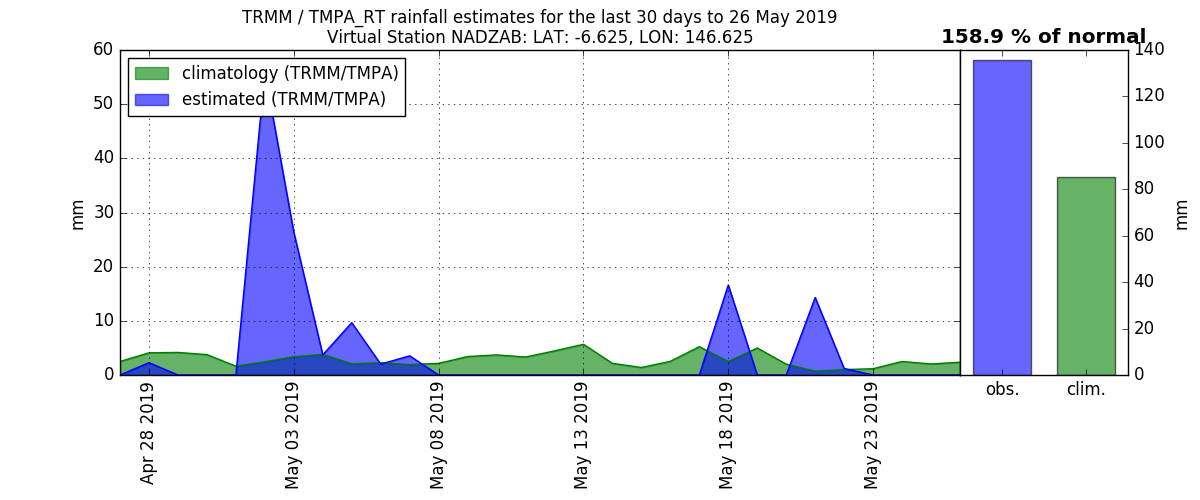 TRMM / TMPA_RT rainfall estimates for the last 30 days to 26 May 2019
Virtual Station NADZAB: LAT: -6.625, LON: 146.625
158.9 % of normal
climatology (TRMM/TMPA)
estimated (TRMM/TMPA)
60
50
40
30
20
10
0
mm
Apr 28 2019
May 03 2019
May 08 2019
May 13 2019
May 18 2019
May 23 2019
obs.
clim.
140
120
100
80
60
40
20
0
mm